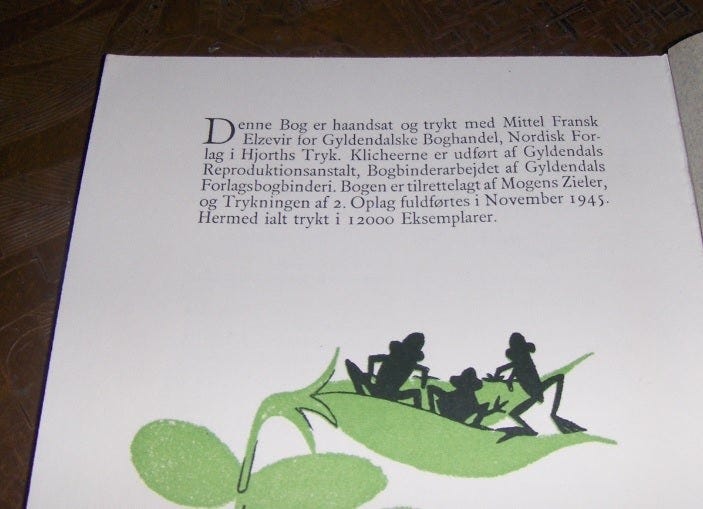 Denne Bog er haandsat og trykt med Mittel Fransk
Elzevir for Gyldendalske Boghandel, Nordisk For-
lag i Hjorths Tryk. Klicheerne er udført af Gyldendals
Reproduktionsanstalt, Bogbinderarbejdet af Gyldendals
Forlagsbogbinderi. Bogen er tilrettelagt af Mogens Zieler,
og Trykningen af 2. Oplag fuldførtes i November 1945.
Hermed ialt trykt i 12000 Eksemplarer.